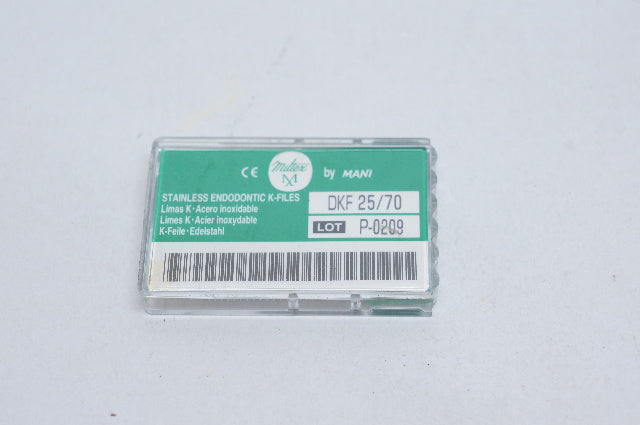 CE Miltex M by MANI
STAINLESS ENDODONTIC K-FILES
Limas K · Acero inoxidable
Limes K · Acier inoxydable
K-Feile · Edelstahl
DKF 25/70
LOT P-0209